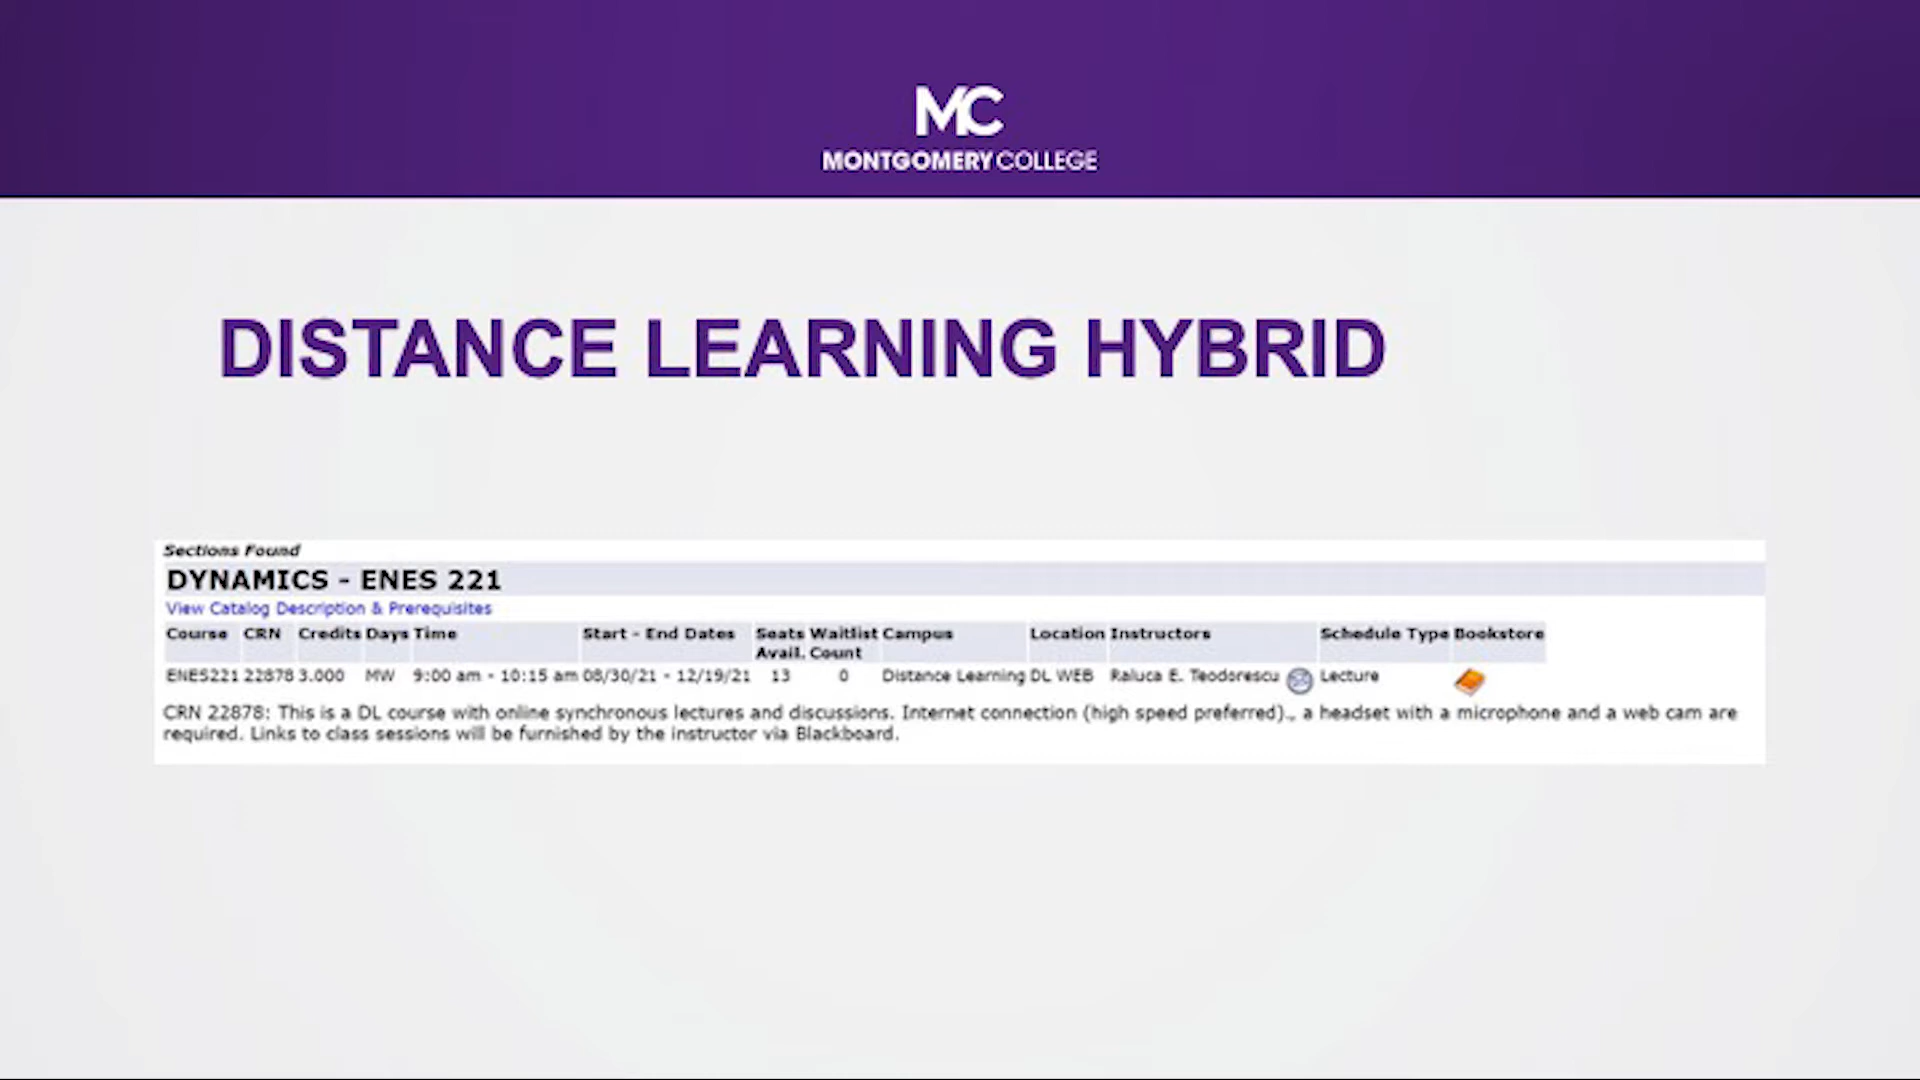 MC
MONTGOMERY COLLEGE
DISTANCE LEARNING HYBRID
Sections Found
DYNAMICS - ENES 221
View Catalog Description & Prerequisites
Course CRN Credits Days Time Start - End Dates Seats Avail. Waitlist Count Campus Location Instructors Schedule Type Bookstore
ENES221 22878 3.000 MW 9:00 am - 10:15 am 08/30/21 - 12/19/21 13 0 Distance Learning DL WEB Raluca E. Teodorescu Lecture
CRN 22878: This is a DL course with online synchronous lectures and discussions. Internet connection (high speed preferred)., a headset with a microphone and a web cam are
required. Links to class sessions will be furnished by the instructor via Blackboard.